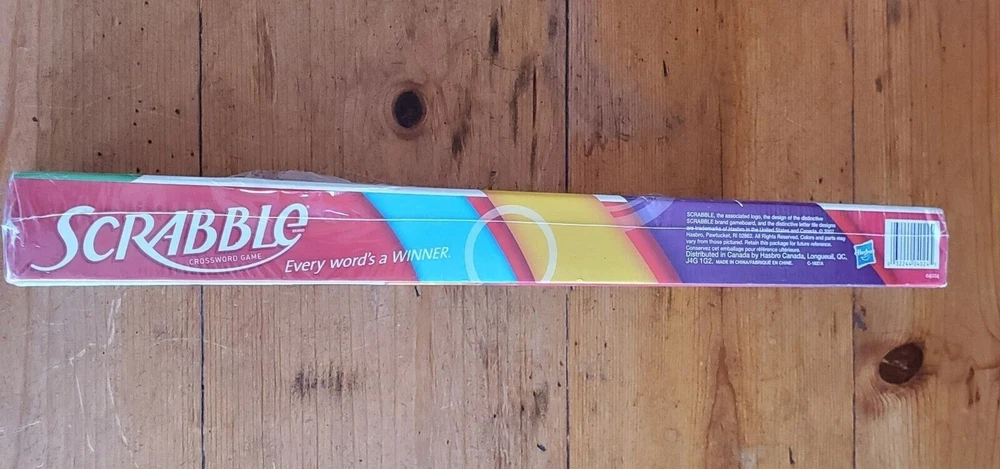 SCRABBLE
BRAND
CROSSWORD GAME
Every word's a WINNER.
SCRABBLE, the associated logo, the design of the distinctive
SCRABBLE brand gameboard, and the distinctive letter tile designs
are trademarks of Hasbro in the United States and Canada. © 2007
Hasbro, Pawtucket, RI 02862. All Rights Reserved. Colors and parts may
vary from those pictured. Retain this package for future reference.
Conservez cet emballage pour référence ultérieure.
Distributed in Canada by Hasbro Canada, Longueuil, QC,
J4G 1G2. MADE IN CHINA/FABRIQUÉ EN CHINE.
Hasbro
04024